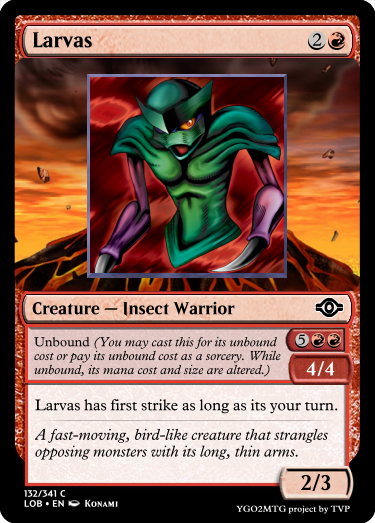 Larvas 2
Creature — Insect Warrior
Unbound (You may cast this for its unbound 5
cost or pay its unbound cost as a sorcery. While
unbound, its mana cost and size are altered.) 4/4
Larvas has first strike as long as its your turn.
A fast-moving, bird-like creature that strangles
opposing monsters with its long, thin arms.
2/3
132/341 C
LOB • EN Konami
YGO2MTG project by TVP